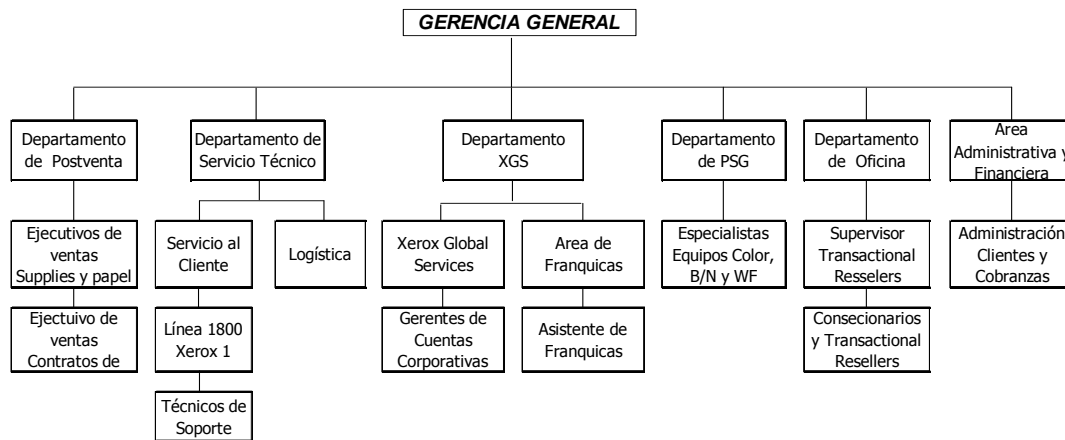 GERENCIA GENERAL
Departamento
de Postventa
Departamento de
Servicio Técnico
Departamento
XGS
Departamento
de PSG
Departamento
de Oficina
Area
Administrativa y
Financiera
Ejecutivos de
ventas
Supplies y papel
Servicio al
Cliente
Logística
Xerox Global
Services
Area de
Franquicas
Especialistas
Equipos Color,
B/N y WF
Supervisor
Transactional
Resselers
Administración
Clientes y
Cobranzas
Ejectuivo de
ventas
Contratos de
Línea 1800
Xerox 1
Gerentes de
Cuentas
Corporativas
Asistente de
Franquicas
Consecionarios
y Transactional
Resellers
Técnicos de
Soporte